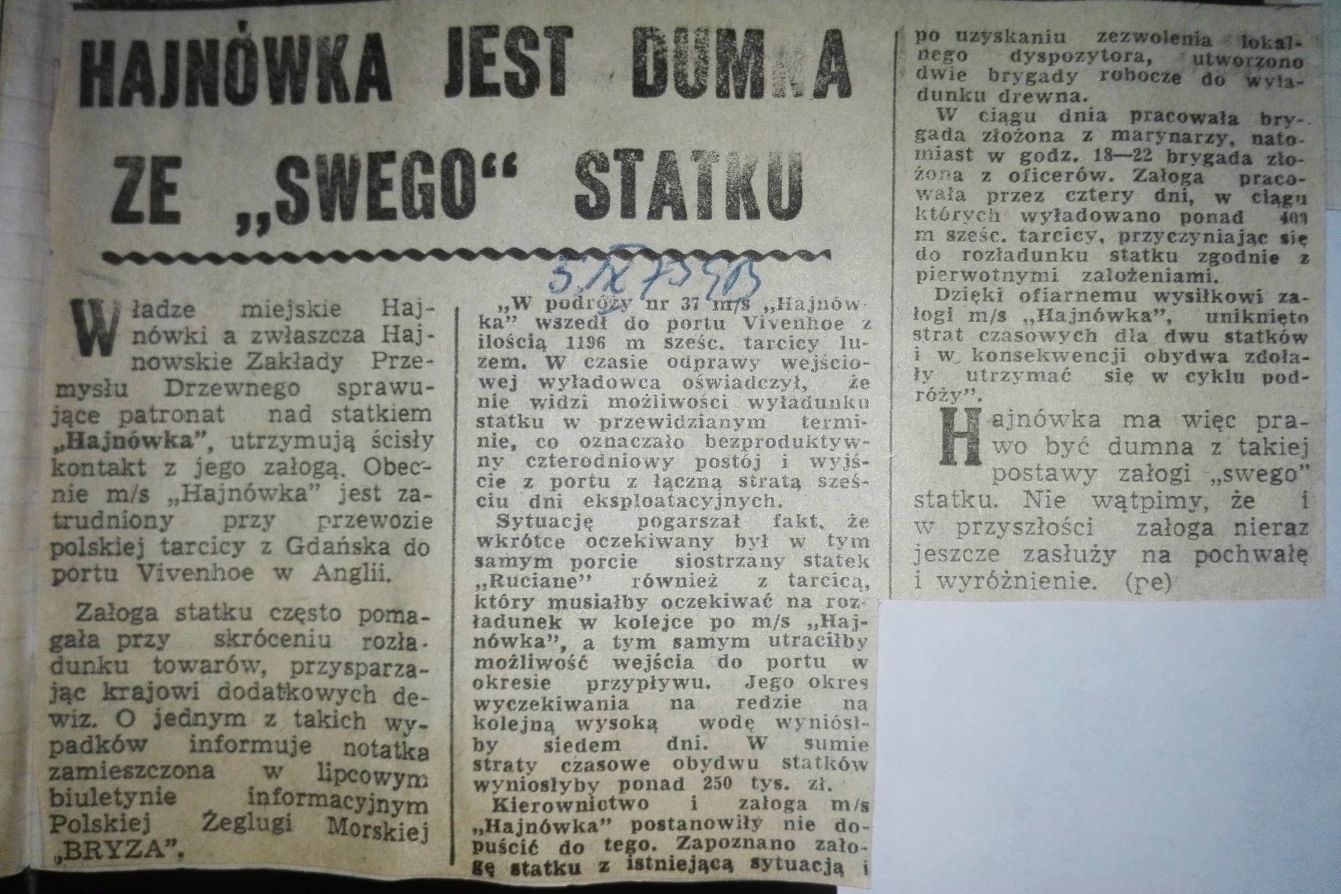 HAJNÓWKA JEST DUMNA
ZE „SWEGO“ STATKU
5. IX 73 GB
Władze miejskie Haj-
nówki a zwłaszcza Haj-
nowskie Zakłady Prze-
mysłu Drzewnego sprawu-
jące patronat nad statkiem
„Hajnówka”, utrzymują ścisły
kontakt z jego załogą. Obec-
nie m/s „Hajnówka” jest za-
trudniony przy przewozie
polskiej tarcicy z Gdańska do
portu Vivenhoe w Anglii.
Załoga statku często poma-
gała przy skróceniu rozła-
dunku towarów, przysparza-
jąc krajowi dodatkowych de-
wiz. O jednym z takich wy-
padków informuje notatka
zamieszczona w lipcowym
biuletynie informacyjnym
Polskiej Żeglugi Morskiej
„BRYZA”.
„W podróży nr 37 m/s „Hajnów-
ka” wszedł do portu Vivenhoe z
ilością 1196 m sześc. tarcicy lu-
zem. W czasie odprawy wejścio-
wej wyładowca oświadczył, że
nie widzi możliwości wyładunku
statku w przewidzianym termi-
nie, co oznaczało bezproduktyw-
ny czterodniowy postój i wyjś-
cie z portu z łączną stratą sześ-
ciu dni eksploatacyjnych.
Sytuację pogarszał fakt, że
wkrótce oczekiwany był w tym
samym porcie siostrzany statek
„Ruciane” również z tarcicą,
który musiałby oczekiwać na roz-
ładunek w kolejce po m/s „Haj-
nówka”, a tym samym utraciłby
możliwość wejścia do portu w
okresie przypływu. Jego okres
wyczekiwania na redzie na
kolejną wysoką wodę wyniósł-
by siedem dni. W sumie
straty czasowe obydwu statków
wyniosłyby ponad 250 tys. zł.
Kierownictwo i załoga m/s
„Hajnówka” postanowiły nie do-
puścić do tego. Zapoznano zało-
gę statku z istniejącą sytuacją i
po uzyskaniu zezwolenia lokal-
nego dyspozytora, utworzono
dwie brygady robocze do wyła-
dunku drewna.
W ciągu dnia pracowała bry-
gada złożona z marynarzy, nato-
miast w godz. 18—22 brygada zło-
żona z oficerów. Załoga praco-
wała przez cztery dni, w ciągu
których wyładowano ponad 403
m sześc. tarcicy, przyczyniając się
do rozładunku statku zgodnie z
pierwotnymi założeniami.
Dzięki ofiarnemu wysiłkowi za-
łogi m/s „Hajnówka”, uniknięto
strat czasowych dla dwu statków
i w konsekwencji obydwa zdoła-
ły utrzymać się w cyklu pod-
róży”.
Hajnówka ma więc pra-
wo być dumna z takiej
postawy załogi „swego”
statku. Nie wątpimy, że i
w przyszłości załoga nieraz
jeszcze zasłuży na pochwałę
i wyróżnienie. (pe)